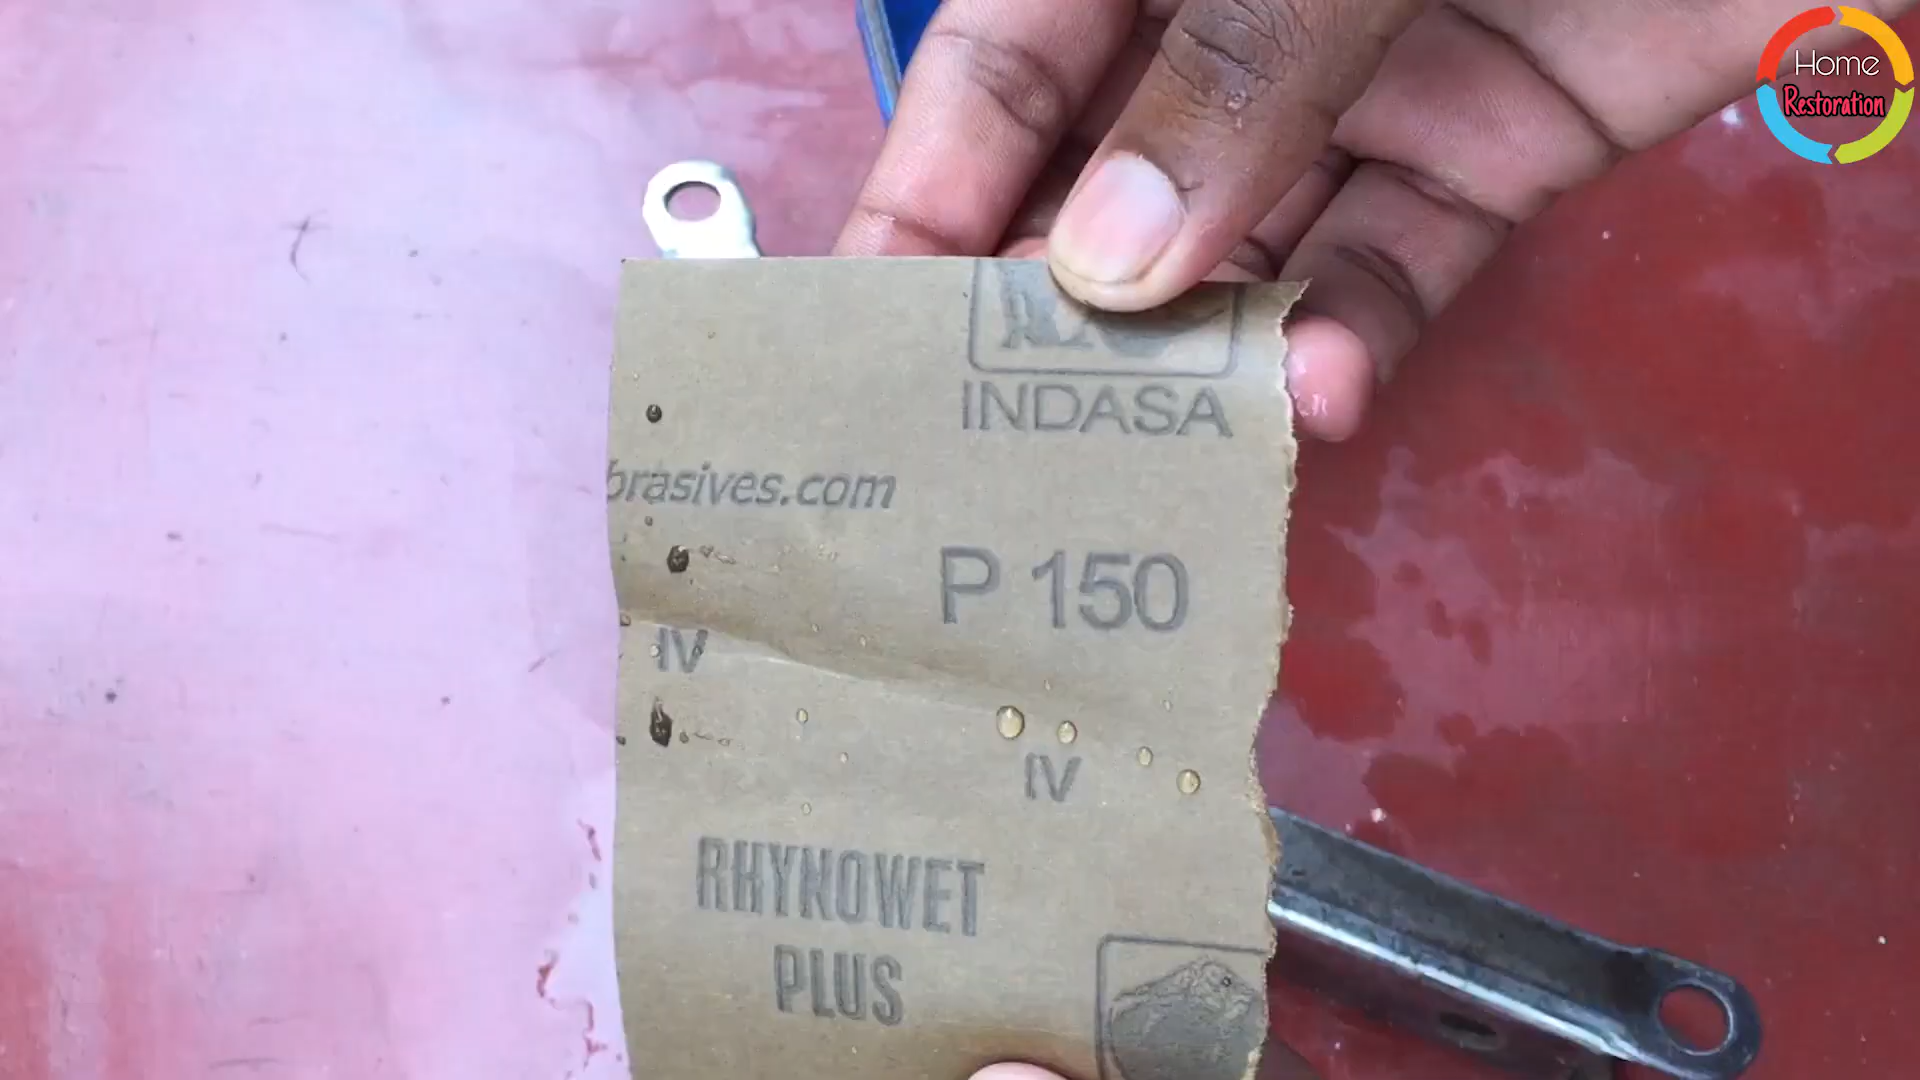 Home
Restoration
INDASA
brasives.com
P 150
IV
IV
RHYNOWET
PLUS